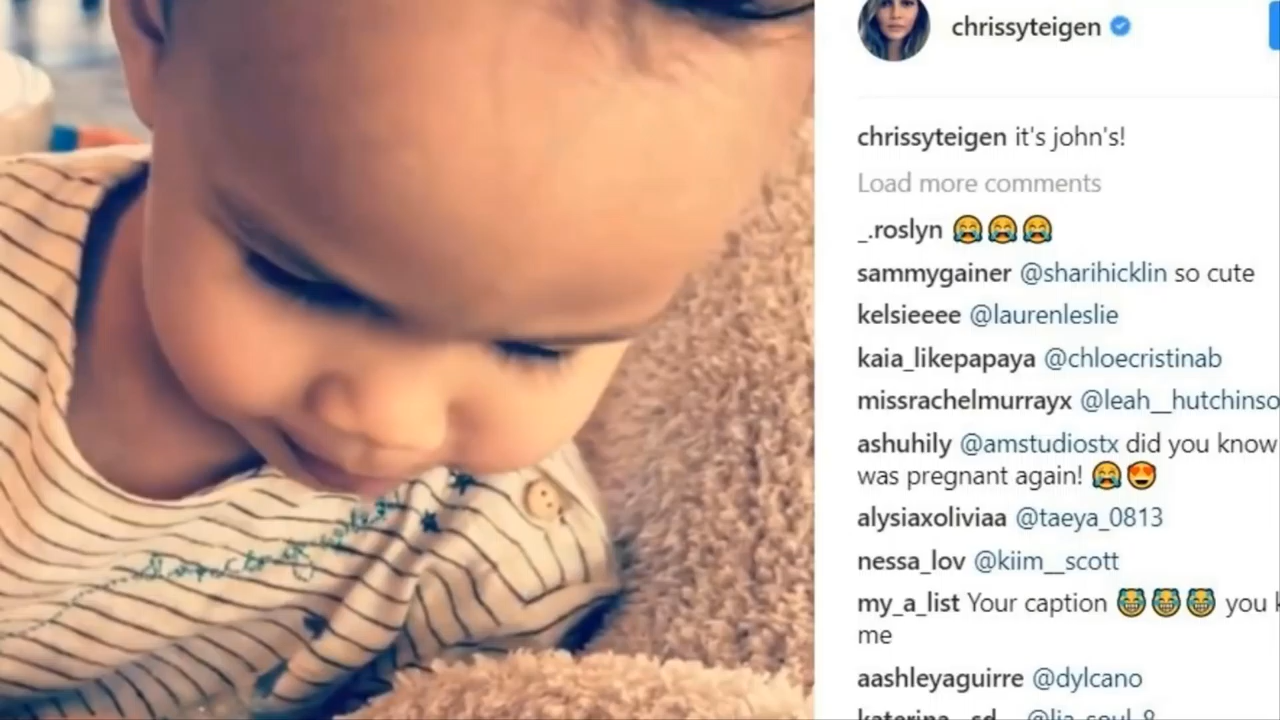 chrissyteigen
chrissyteigen it's john's!
Load more comments
_.roslyn 😂😂😂
sammygainer @sharihicklin so cute
kelsieeee @laurenleslie
kaia_likepapaya @chloecristinab
missrachelmurrayx @leah__hutchinso
ashuhily @amstudiostx did you know
was pregnant again! 😂😍
alysiaxoliviaa @taeya_0813
nessa_lov @kiim__scott
my_a_list Your caption 😹😹😹 you k
me
aashleyaguirre @dylcano